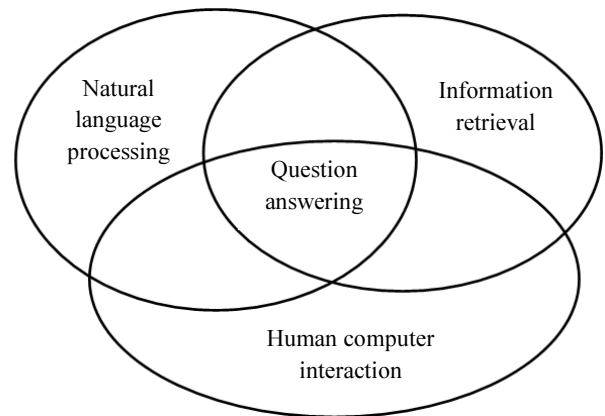 Natural
language
processing
Information
retrieval
Question
answering
Human computer
interaction